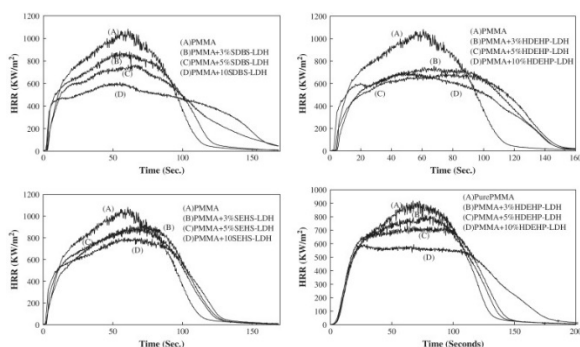 (A)
(B)
(C)
(D)
(A)PMMA
(B)PMMA+3%SDBS-LDH
(C)PMMA+5%SDBS-LDH
(D)PMMA+10SDBS-LDH
HRR (KW/m²)
1200
1000
800
600
400
200
0
0 50 100 150
Time (Sec.)
(A)
(B)
(C)
(D)
(A)PMMA
(B)PMMA+3%HDEHP-LDH
(C)PMMA+5%HDEHP-LDH
(D)PMMA+10%HDEHP-LDH
HRR (KW/m²)
1200
1000
800
600
400
200
0
0 20 40 60 80 100 120 140 160
Time (Sec.)
(A)
(B)
(C)
(D)
(A)PMMA
(B)PMMA+3%SEHS-LDH
(C)PMMA+5%SEHS-LDH
(D)PMMA+10SEHS-LDH
HRR (KW/m²)
1200
1000
800
600
400
200
0
0 50 100 150
Time (Sec.)
(A)
(B)
(C)
(D)
(A)PurePMMA
(B)PMMA+3%HDEHP-LDH
(C)PMMA+5%HDEHP-LDH
(D)PMMA+10%HDEHP-LDH
HRR (KW/m²)
1000
900
800
700
600
500
400
300
200
100
0
0 50 100 150 200
Time (Seconds)